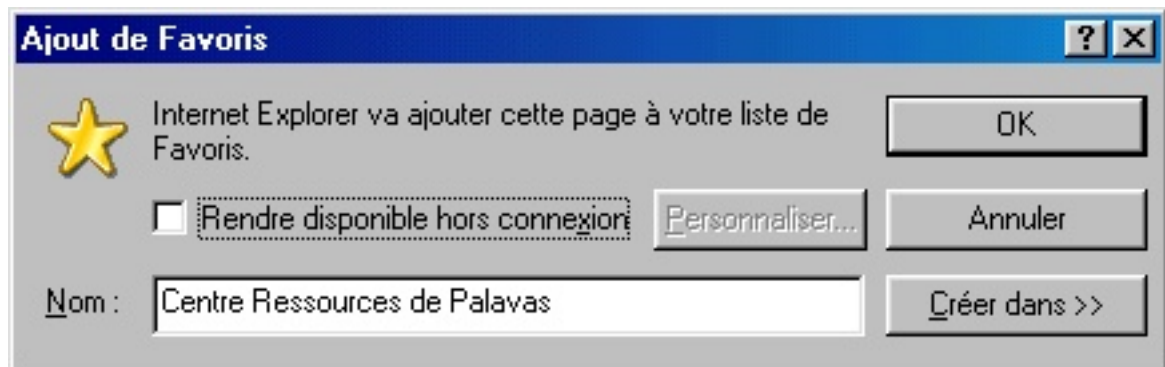 Ajout de Favoris
Internet Explorer va ajouter cette page à votre liste de
Favoris.
OK
Rendre disponible hors connexion
Personnaliser...
Annuler
Nom :
Centre Ressources de Palavas
Créer dans >>